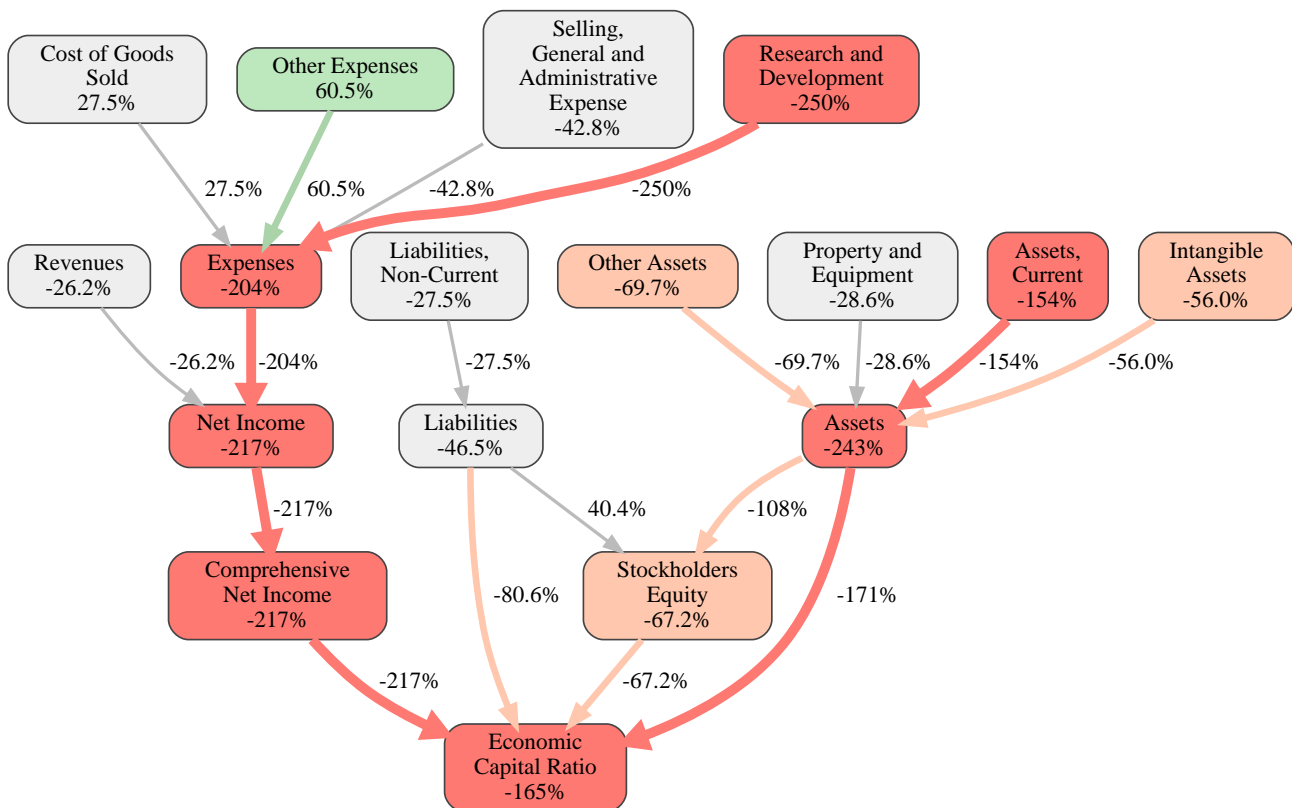 Cost of Goods
Sold
27.5%
Other Expenses
60.5%
Selling,
General and
Administrative
Expense
-42.8%
Research and
Development
-250%
27.5%
60.5%
-42.8%
-250%
Revenues
-26.2%
Expenses
-204%
Liabilities,
Non-Current
-27.5%
Other Assets
-69.7%
Property and
Equipment
-28.6%
Assets,
Current
-154%
Intangible
Assets
-56.0%
-26.2%
-204%
-27.5%
-69.7%
-28.6%
-154%
-56.0%
Net Income
-217%
Liabilities
-46.5%
Assets
-243%
-217%
40.4%
-108%
Comprehensive
Net Income
-217%
-80.6%
Stockholders
Equity
-67.2%
-171%
-217%
-67.2%
Economic
Capital Ratio
-165%